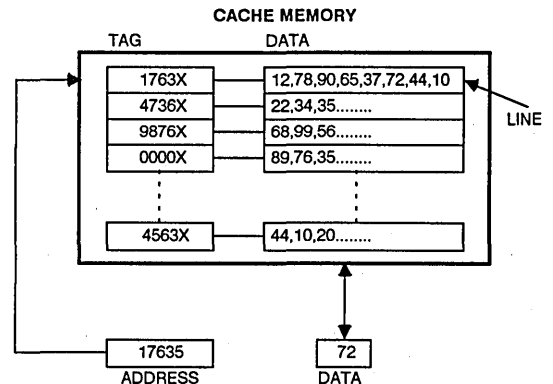 CACHE MEMORY
TAG DATA
1763X 12,78,90,65,37,72,44,10
4736X 22,34,35........
9876X 68,99,56........
0000X 89,76,35........
LINE
4563X 44,10,20........
17635 72
ADDRESS DATA